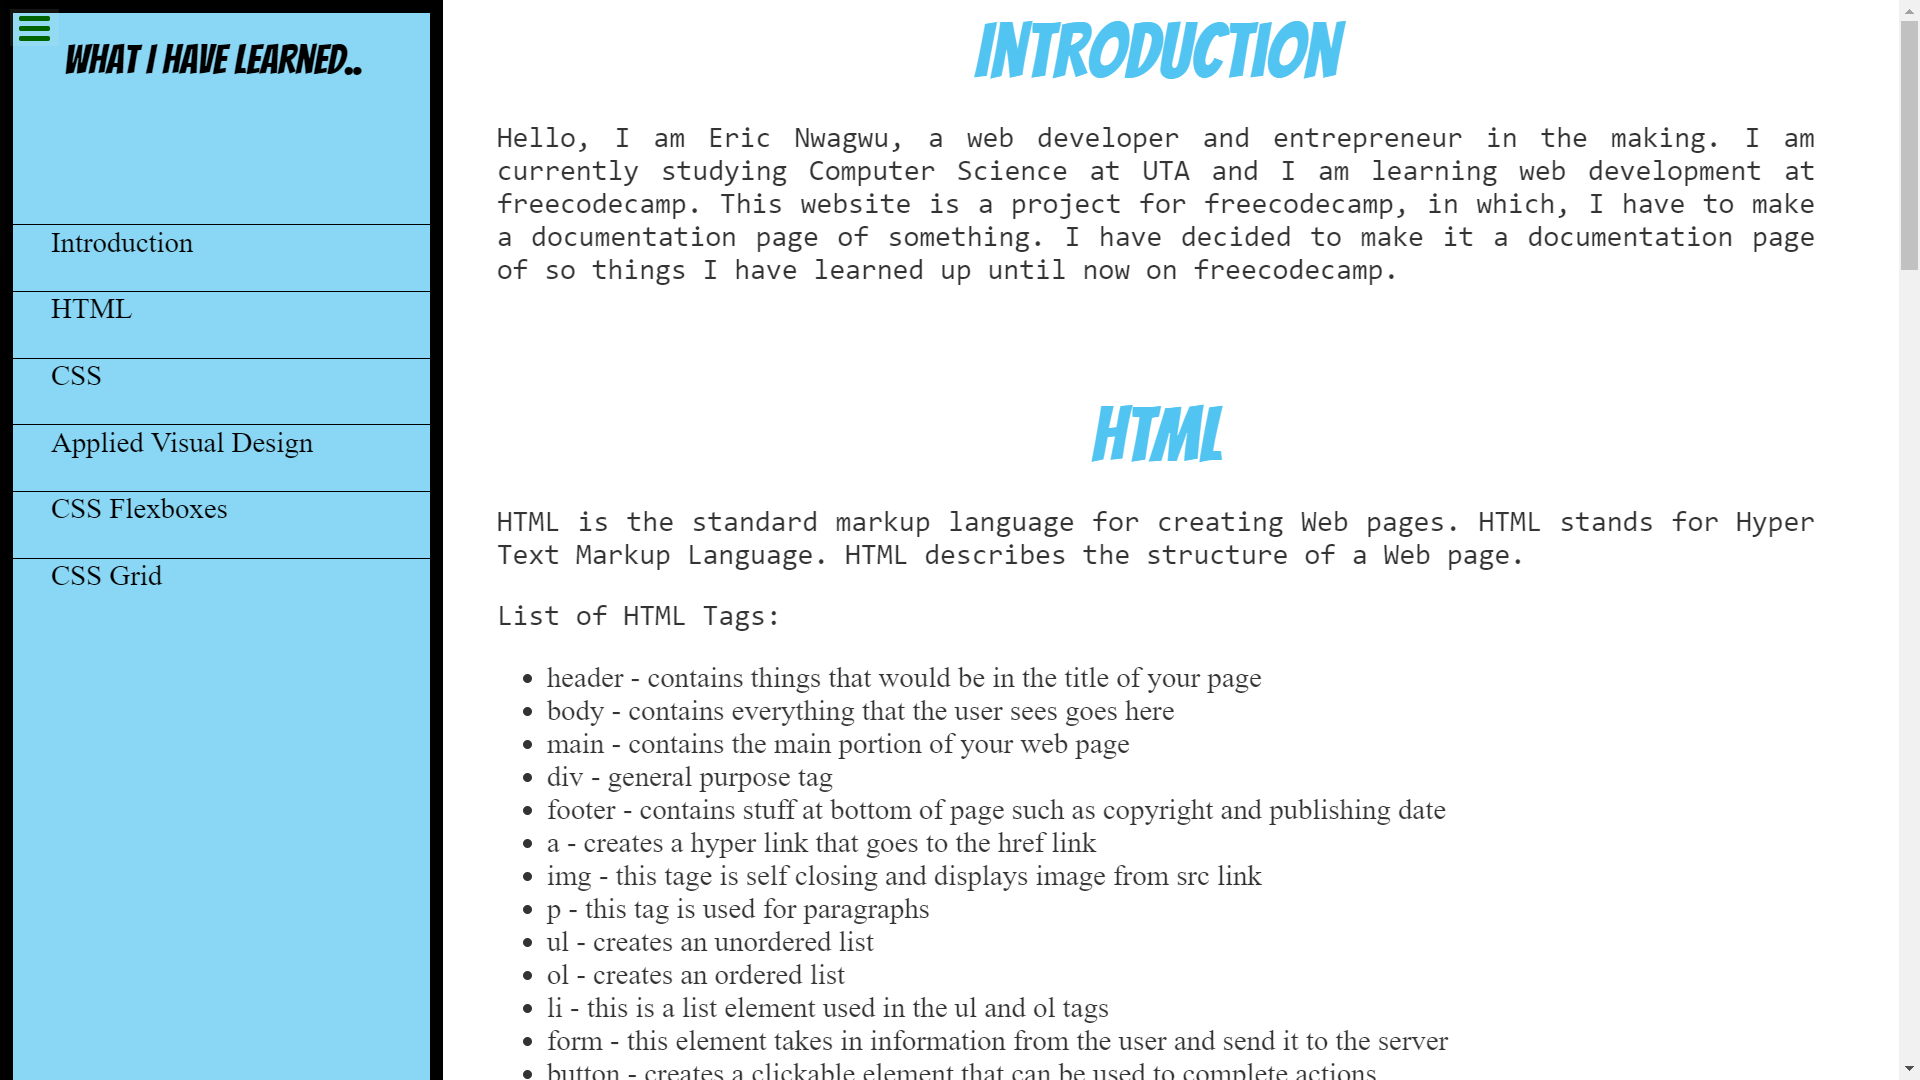 WHAT I HAVE LEARNED..
Introduction
HTML
CSS
Applied Visual Design
CSS Flexboxes
CSS Grid
INTRODUCTION
Hello, I am Eric Nwagwu, a web developer and entrepreneur in the making. I am
currently studying Computer Science at UTA and I am learning web development at
freecodecamp. This website is a project for freecodecamp, in which, I have to make
a documentation page of something. I have decided to make it a documentation page
of so things I have learned up until now on freecodecamp.
HTML
HTML is the standard markup language for creating Web pages. HTML stands for Hyper
Text Markup Language. HTML describes the structure of a Web page.
List of HTML Tags:
header - contains things that would be in the title of your page
body - contains everything that the user sees goes here
main - contains the main portion of your web page
div - general purpose tag
footer - contains stuff at bottom of page such as copyright and publishing date
a - creates a hyper link that goes to the href link
img - this tage is self closing and displays image from src link
p - this tag is used for paragraphs
ul - creates an unordered list
ol - creates an ordered list
li - this is a list element used in the ul and ol tags
form - this element takes in information from the user and send it to the server
button - creates a clickable element that can be used to complete actions